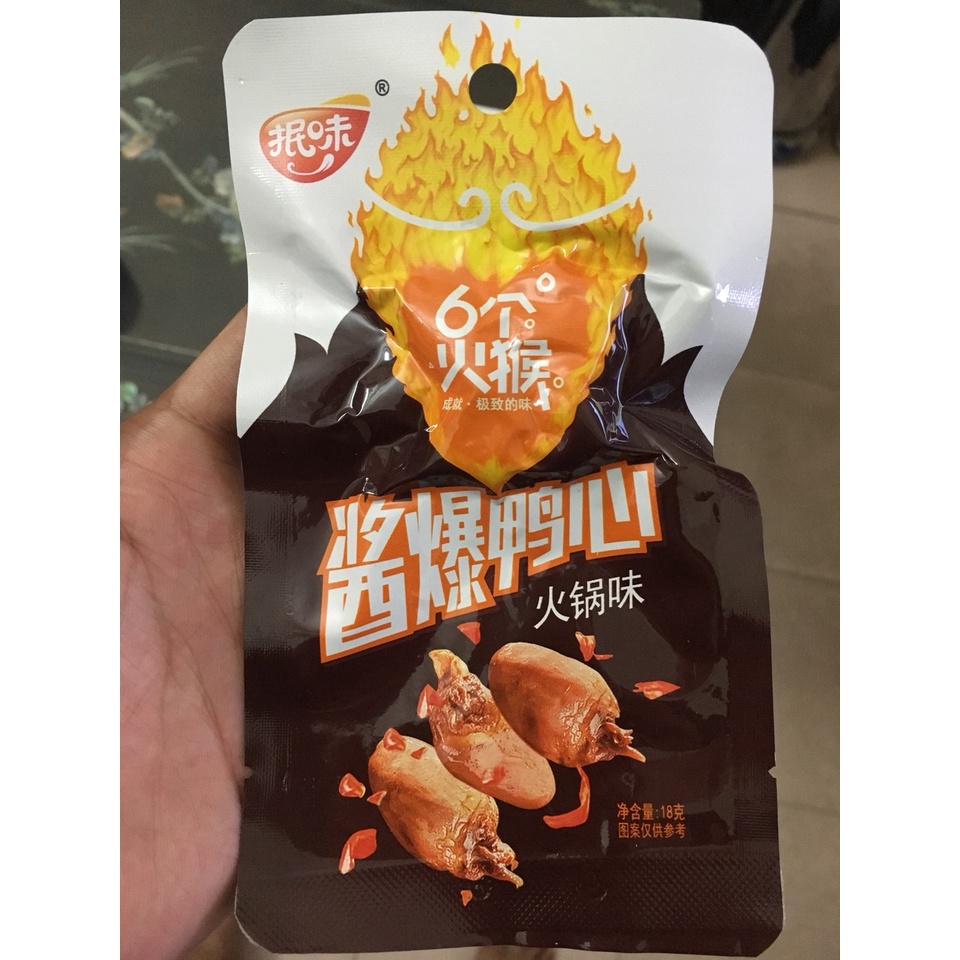 抿味
®
6个
火猴
成就·极致的味
酱爆鸭心
火锅味
净含量:18克
图案仅供参考